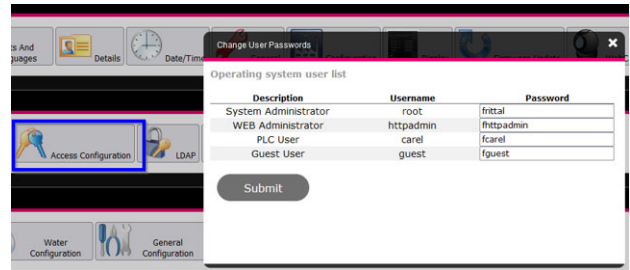 ts And
guages
Details
Date/Time
Change User Passwords
Operating system user list
Description Username Password
System Administrator root frittal
WEB Administrator httpadmin fhttpadmin
PLC User carel fcarel
Guest User guest fguest
Submit
Access Configuration
LDAP
Water
Configuration
General
Configuration